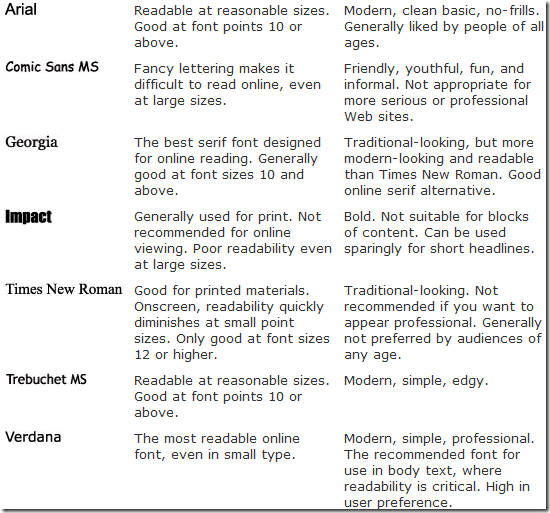 Arial
Readable at reasonable sizes.
Good at font points 10 or
above.
Modern, clean basic, no-frills.
Generally liked by people of all
ages.
Comic Sans MS
Fancy lettering makes it
difficult to read online, even
at large sizes.
Friendly, youthful, fun, and
informal. Not appropriate for
more serious or professional
Web sites.
Georgia
The best serif font designed
for online reading. Generally
good at font sizes 10 and
above.
Traditional-looking, but more
modern-looking and readable
than Times New Roman. Good
online serif alternative.
Impact
Generally used for print. Not
recommended for online
viewing. Poor readability even
at large sizes.
Bold. Not suitable for blocks
of content. Can be used
sparingly for short headlines.
Times New Roman
Good for printed materials.
Onscreen, readability quickly
diminishes at small point
sizes. Only good at font sizes
12 or higher.
Traditional-looking. Not
recommended if you want to
appear professional. Generally
not preferred by audiences of
any age.
Trebuchet MS
Readable at reasonable sizes.
Good at font points 10 or
above.
Modern, simple, edgy.
Verdana
The most readable online
font, even in small type.
Modern, simple, professional.
The recommended font for
use in body text, where
readability is critical. High in
user preference.